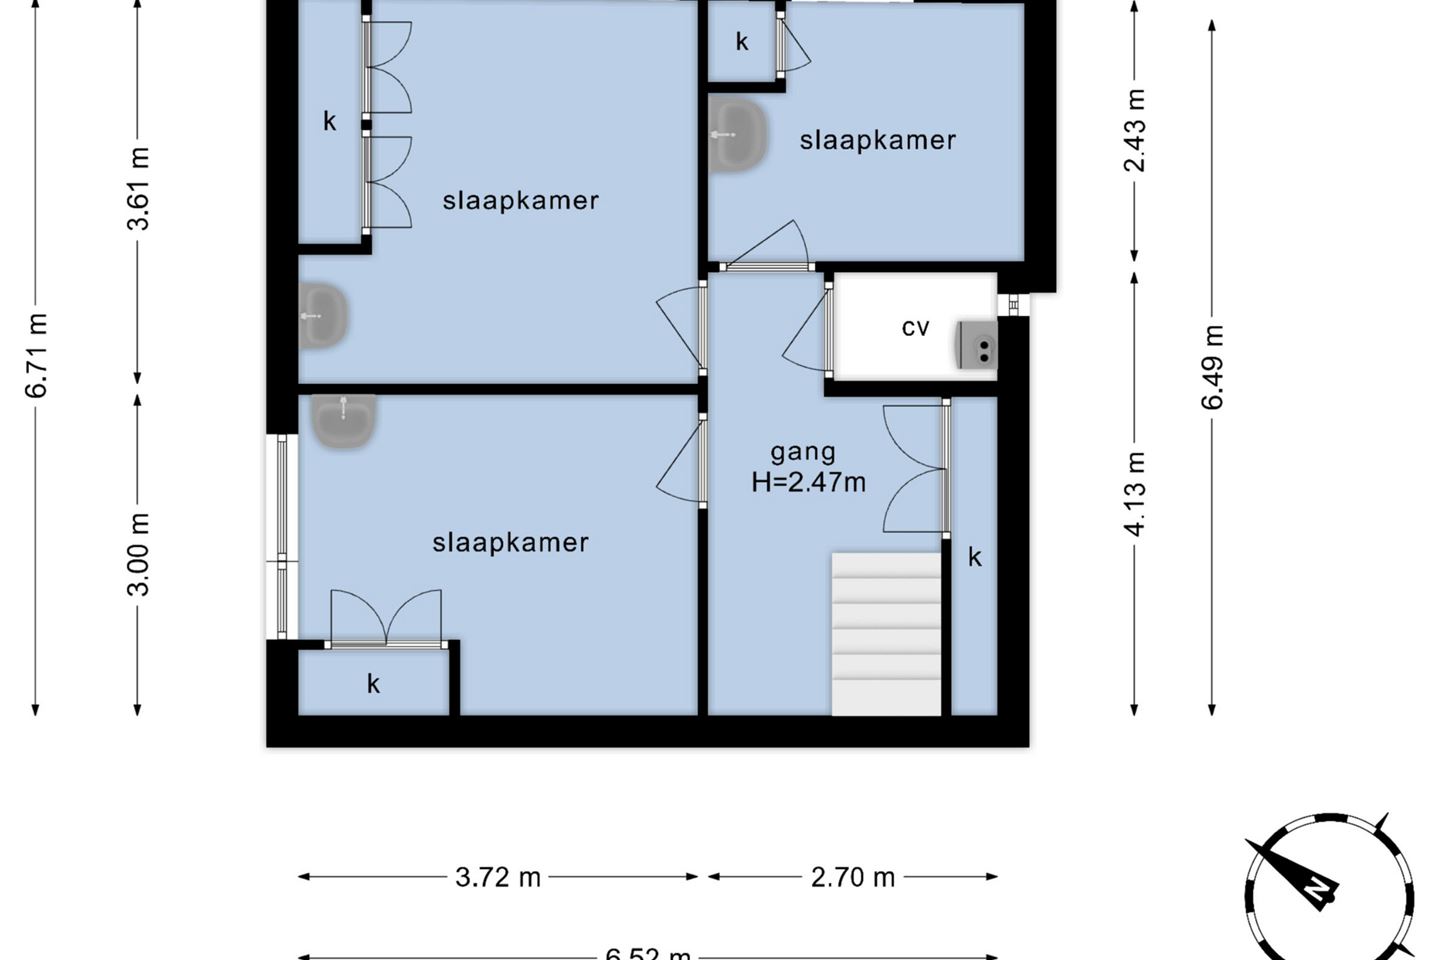 k
slaapkamer
k
slaapkamer
cv
gang
H=2.47m
slaapkamer
k
k
6.71 m
3.61 m
3.00 m
2.43 m
4.13 m
6.49 m
3.72 m
2.70 m
6.52 m
N